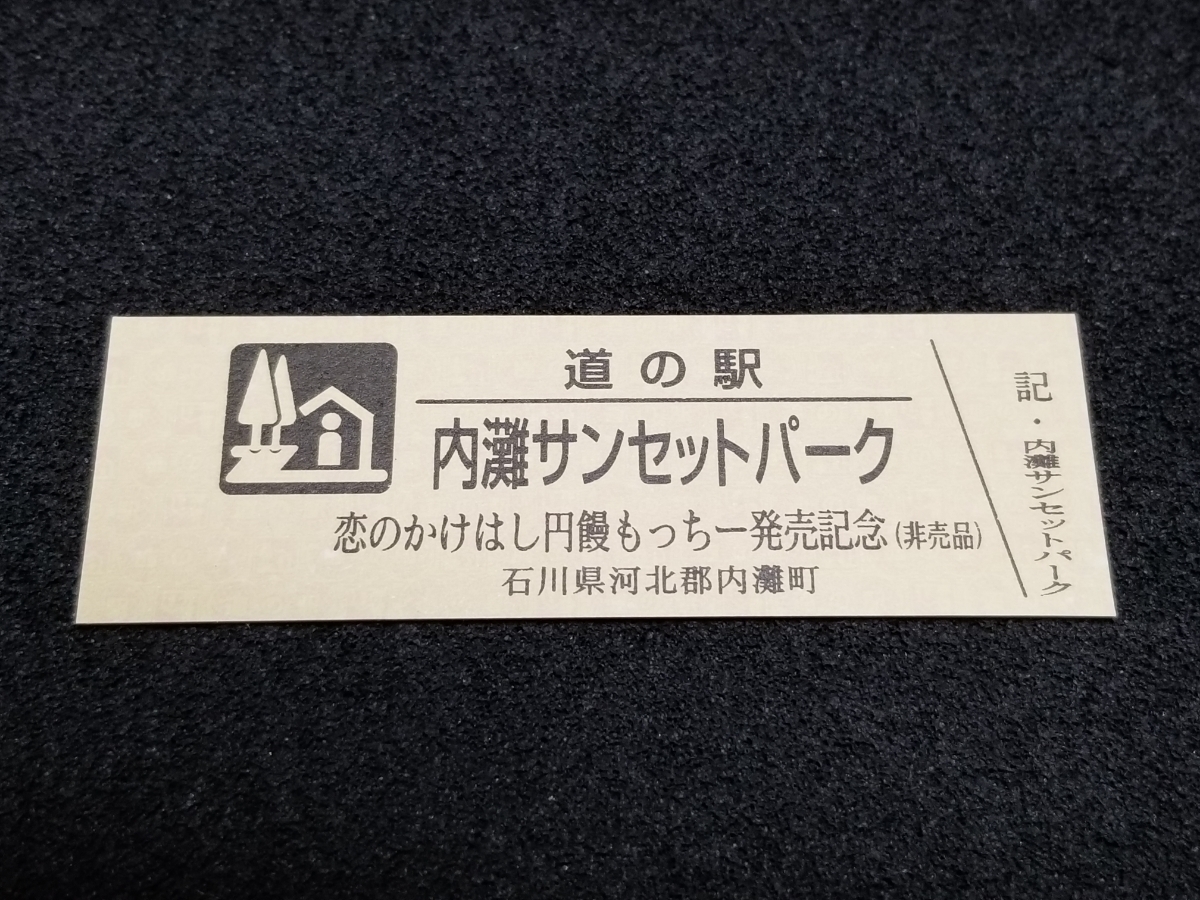 道の駅
内灘サンセットパーク
恋のかけはし円饅もっちー発売記念(非売品)
石川県河北郡内灘町
記・内灘サンセットパーク